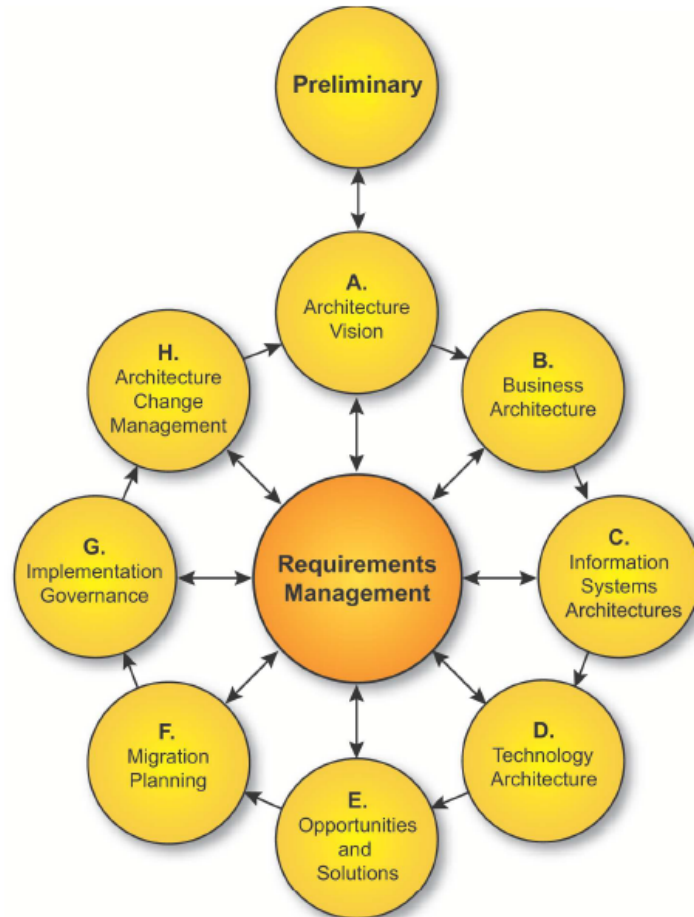 Preliminary
A.
Architecture
Vision
B.
Business
Architecture
C.
Information
Systems
Architectures
D.
Technology
Architecture
E.
Opportunities
and
Solutions
F.
Migration
Planning
G.
Implementation
Governance
H.
Architecture
Change
Management
Requirements
Management